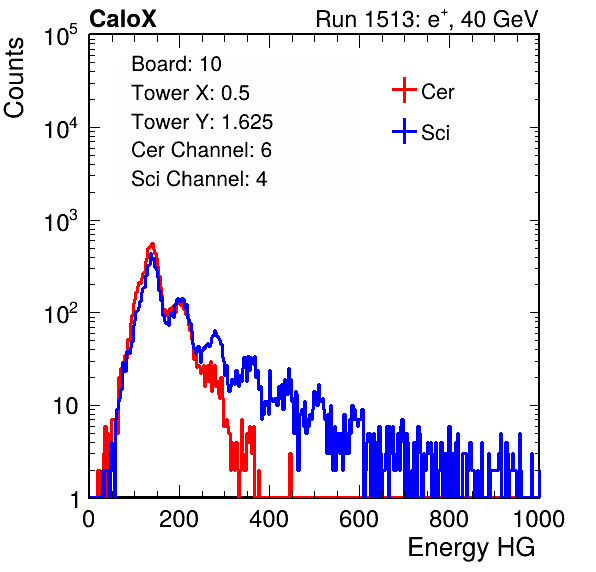 CaloX Run 1513: e⁺, 40 GeV
Counts
Board: 10
Tower X: 0.5
Tower Y: 1.625
Cer Channel: 6
Sci Channel: 4
Cer
Sci
10⁵
10⁴
10³
10²
10
1
0 200 400 600 800 1000
Energy HG